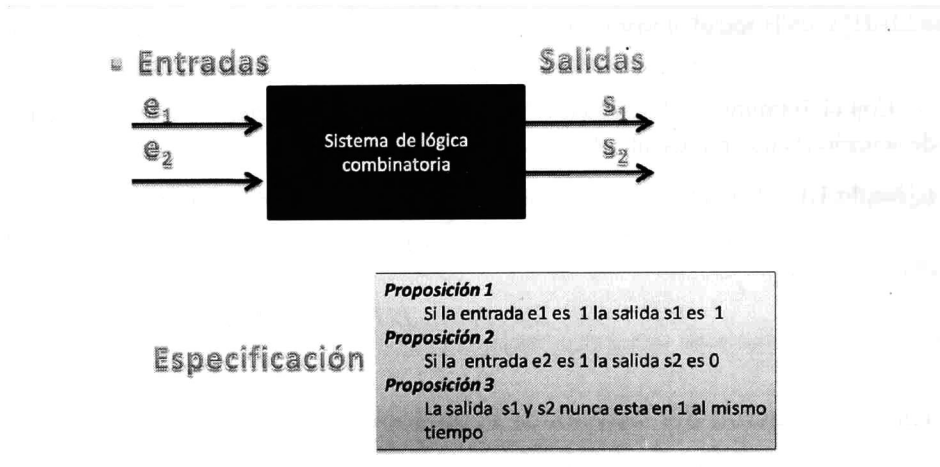 Entradas
Salidas
e1
s1
e2
s2
Sistema de lógica
combinatoria
Proposición 1
Si la entrada e1 es 1 la salida s1 es 1
Proposición 2
Si la entrada e2 es 1 la salida s2 es 0
Proposición 3
La salida s1 y s2 nunca esta en 1 al mismo
tiempo
Especificación